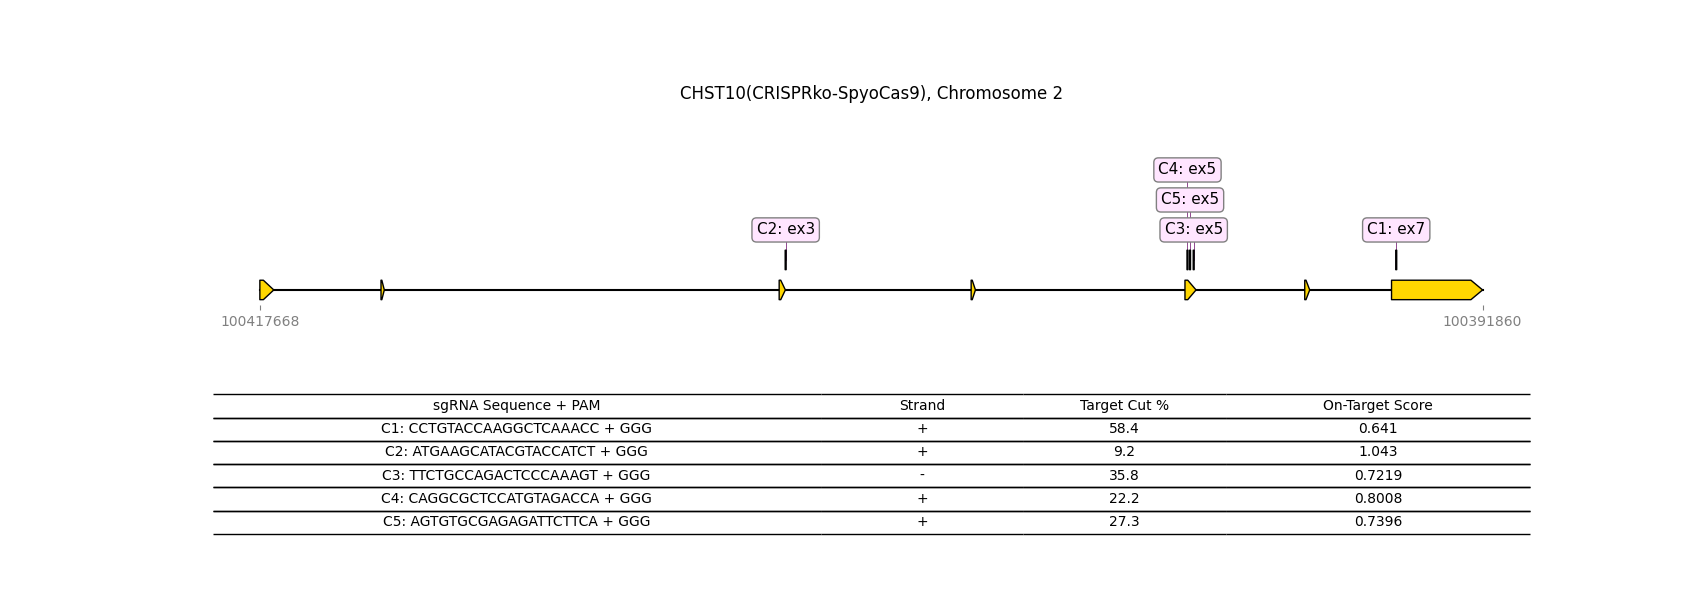 CHST10(CRISPRko-SpyoCas9), Chromosome 2
C4: ex5
C5: ex5
C2: ex3
C3: ex5
C1: ex7
100417668
100391860
sgRNA Sequence + PAM Strand Target Cut % On-Target Score
C1: CCTGTACCAAGGCTCAAACC + GGG + 58.4 0.641
C2: ATGAAGCATACGTACCATCT + GGG + 9.2 1.043
C3: TTCTGCCAGACTCCCAAAGT + GGG - 35.8 0.7219
C4: CAGGCGCTCCATGTAGACCA + GGG + 22.2 0.8008
C5: AGTGTGCGAGAGATTCTTCA + GGG + 27.3 0.7396